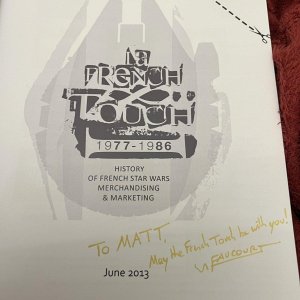 la
FRENCH
TOUCH
1977-1986
HISTORY
OF FRENCH STAR WARS
MERCHANDISING
& MARKETING
TO MATT,
May the French Touch be with you!
FAUCOURT
June 2013